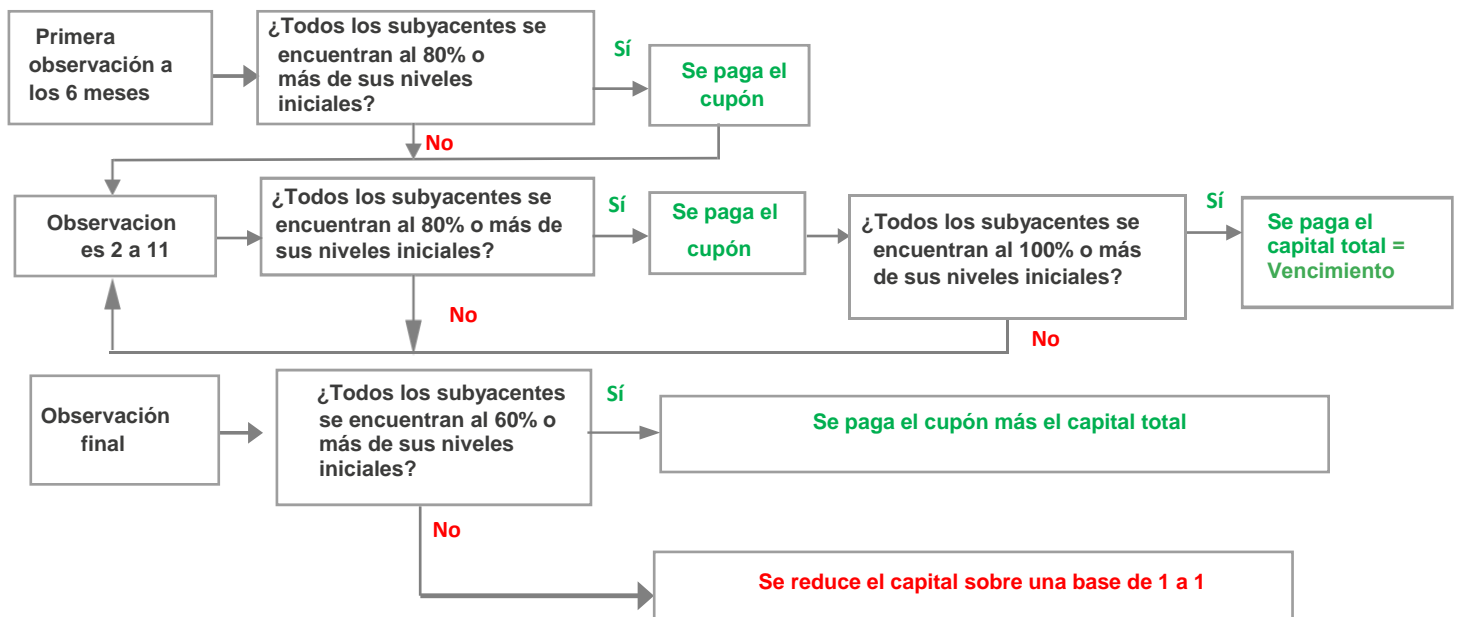 Primera
observación a
los 6 meses
¿Todos los subyacentes se
encuentran al 80% o
más de sus niveles
iniciales?
Sí
Se paga el
cupón
No
Observacion
es 2 a 11
¿Todos los subyacentes se
encuentran al 80% o más de
sus niveles iniciales?
Sí
Se paga el
cupón
¿Todos los subyacentes se
encuentran al 100% o más
de sus niveles iniciales?
Sí
Se paga el
capital total =
Vencimiento
No
No
Observación
final
¿Todos los subyacentes
se encuentran al 60% o
más de sus niveles
iniciales?
Sí
Se paga el cupón más el capital total
No
Se reduce el capital sobre una base de 1 a 1